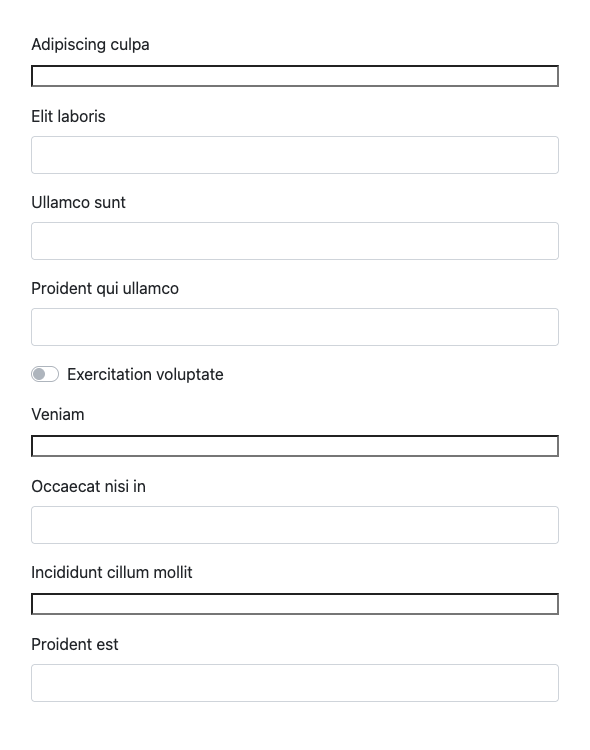 Adipiscing culpa
Elit laboris
Ullamco sunt
Proident qui ullamco
Exercitation voluptate
Veniam
Occaecat nisi in
Incididunt cillum mollit
Proident est